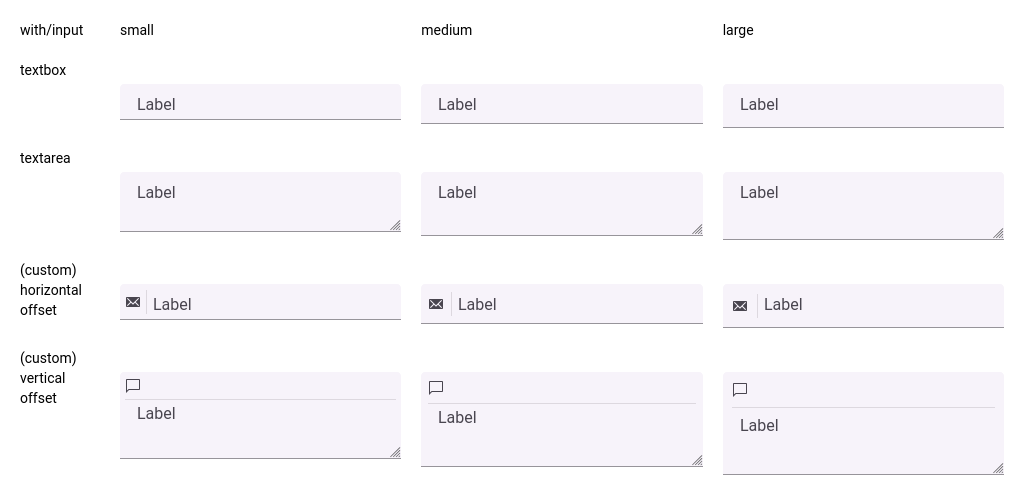 with/input small medium large
textbox
Label Label Label
textarea
Label Label Label
(custom)
horizontal
offset
Label Label Label
(custom)
vertical
offset
Label Label Label